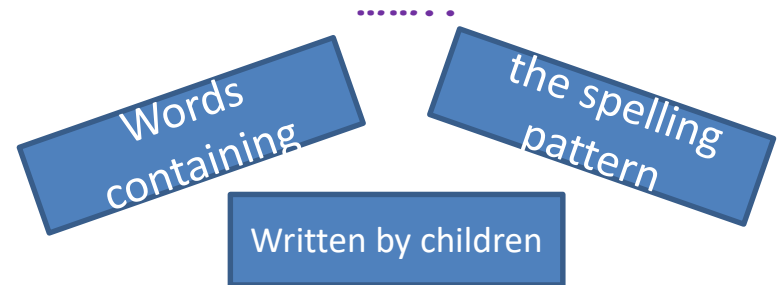 ........
Words
containing
the spelling
pattern
Written by children